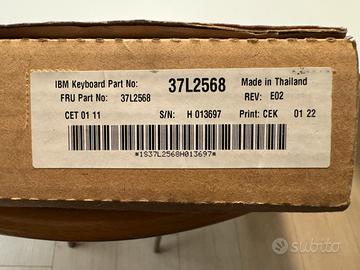 IBM Keyboard Part No: 37L2568 Made in Thailand
FRU Part No: 37L2568 REV: E02
CET 01 11 S/N: H 013697 Print: CEK 01 22
*1S37L2568H013697*
subito